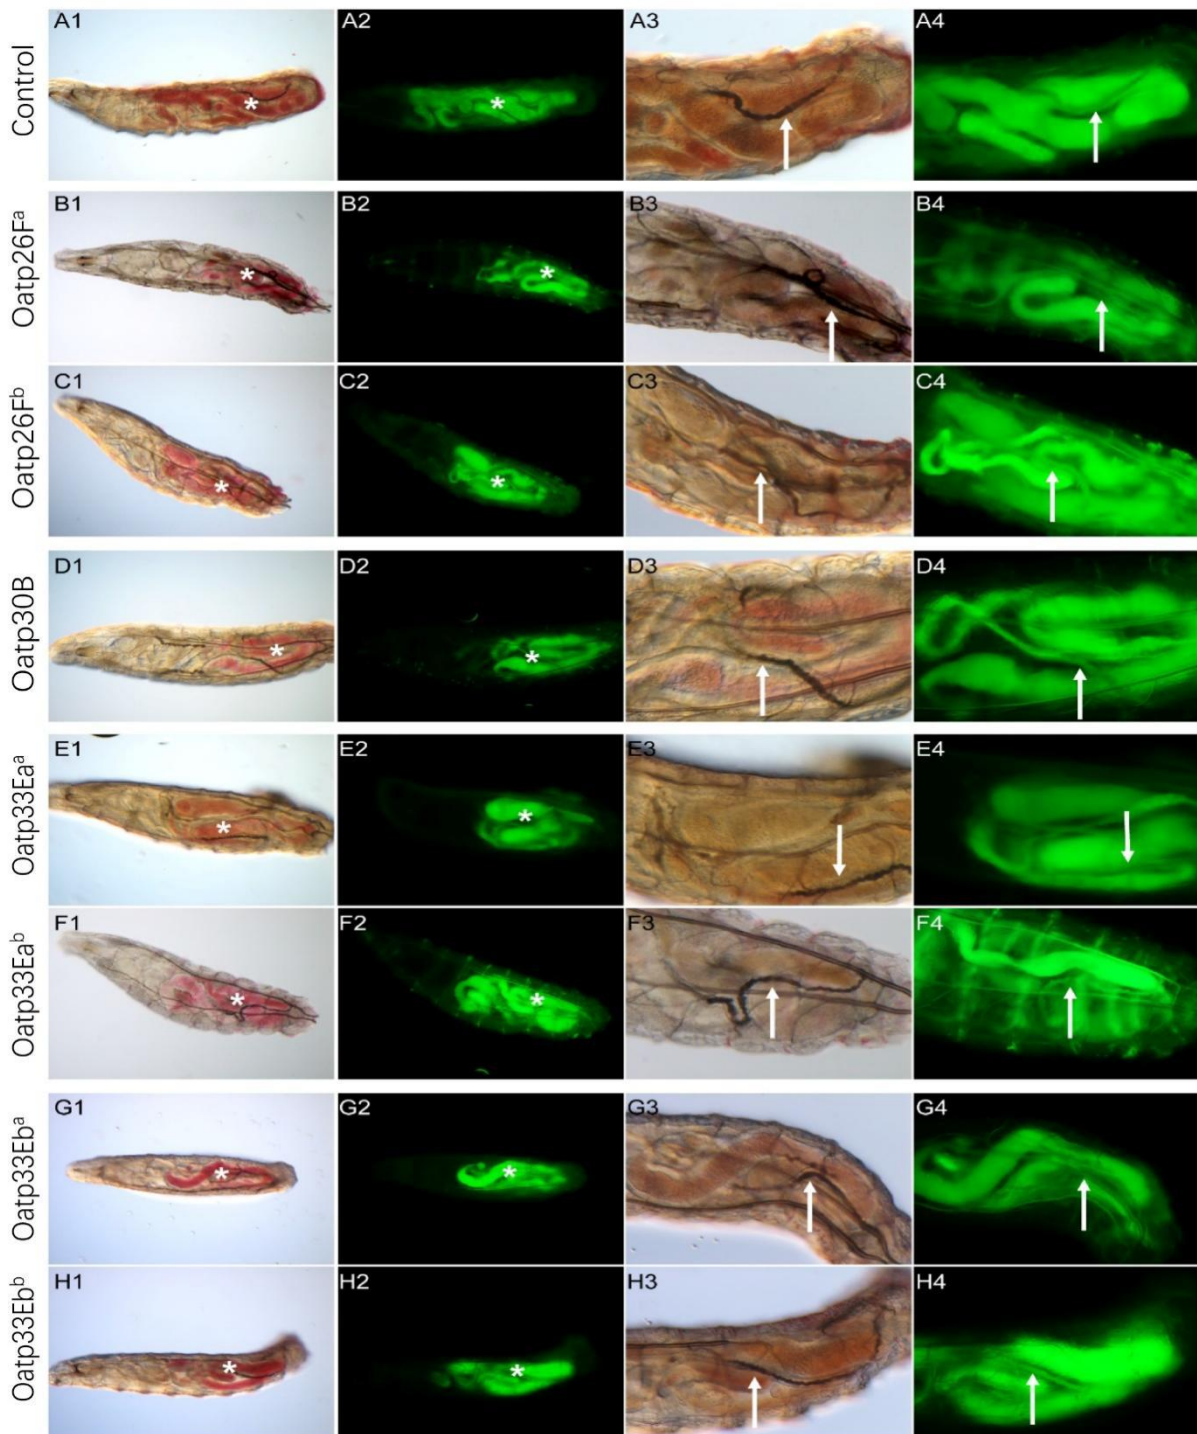 Control
A1 A2 A3 A4
Oatp26Fᵃ
B1 B2 B3 B4
Oatp26Fᵇ
C1 C2 C3 C4
Oatp30B
D1 D2 D3 D4
Oatp33Eaᵃ
E1 E2 E3 E4
Oatp33Eaᵇ
F1 F2 F3 F4
Oatp33Ebᵃ
G1 G2 G3 G4
Oatp33Ebᵇ
H1 H2 H3 H4